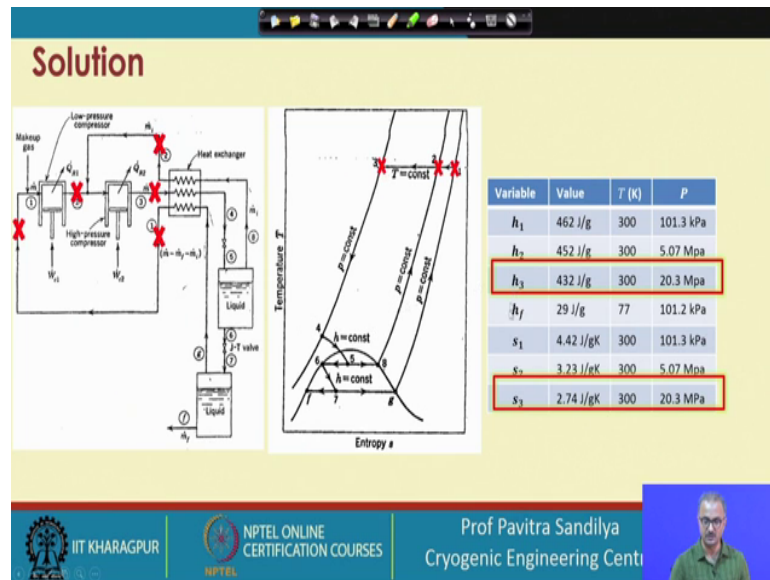 Solution
Low-pressure
compressor
Makeup
gas
Heat exchanger
High-pressure
compressor
Liquid
J-T valve
Liquid
Temperature T
T=const
p=const
p=const
p=const
h=const
h=const
Entropy s
Variable Value T (K) P
h₁ 462 J/g 300 101.3 kPa
h₂ 452 J/g 300 5.07 Mpa
h₃ 432 J/g 300 20.3 Mpa
h_f 29 J/g 77 101.2 kPa
s₁ 4.42 J/gK 300 101.3 kPa
s₂ 3.23 J/gK 300 5.07 Mpa
s₃ 2.74 J/gK 300 20.3 MPa
IIT KHARAGPUR
NPTEL
NPTEL ONLINE
CERTIFICATION COURSES
Prof Pavitra Sandilya
Cryogenic Engineering Cent